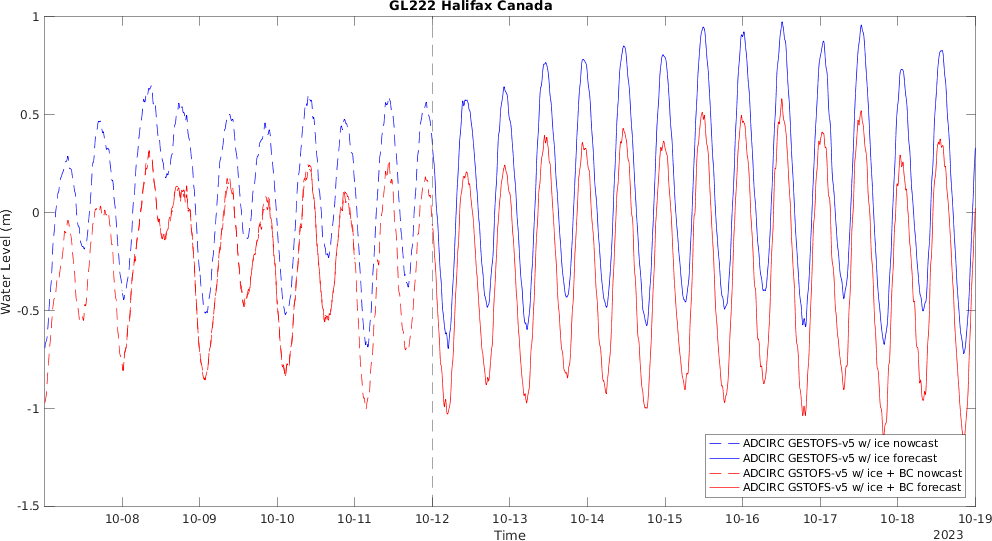 GL222 Halifax Canada
1
0.5
0
-0.5
-1
-1.5
Water Level (m)
ADCIRC GESTOFS-v5 w/ ice nowcast
ADCIRC GESTOFS-v5 w/ ice forecast
ADCIRC GSTOFS-v5 w/ ice + BC nowcast
ADCIRC GSTOFS-v5 w/ ice + BC forecast
10-08 10-09 10-10 10-11 10-12 10-13 10-14 10-15 10-16 10-17 10-18 10-19
Time
2023